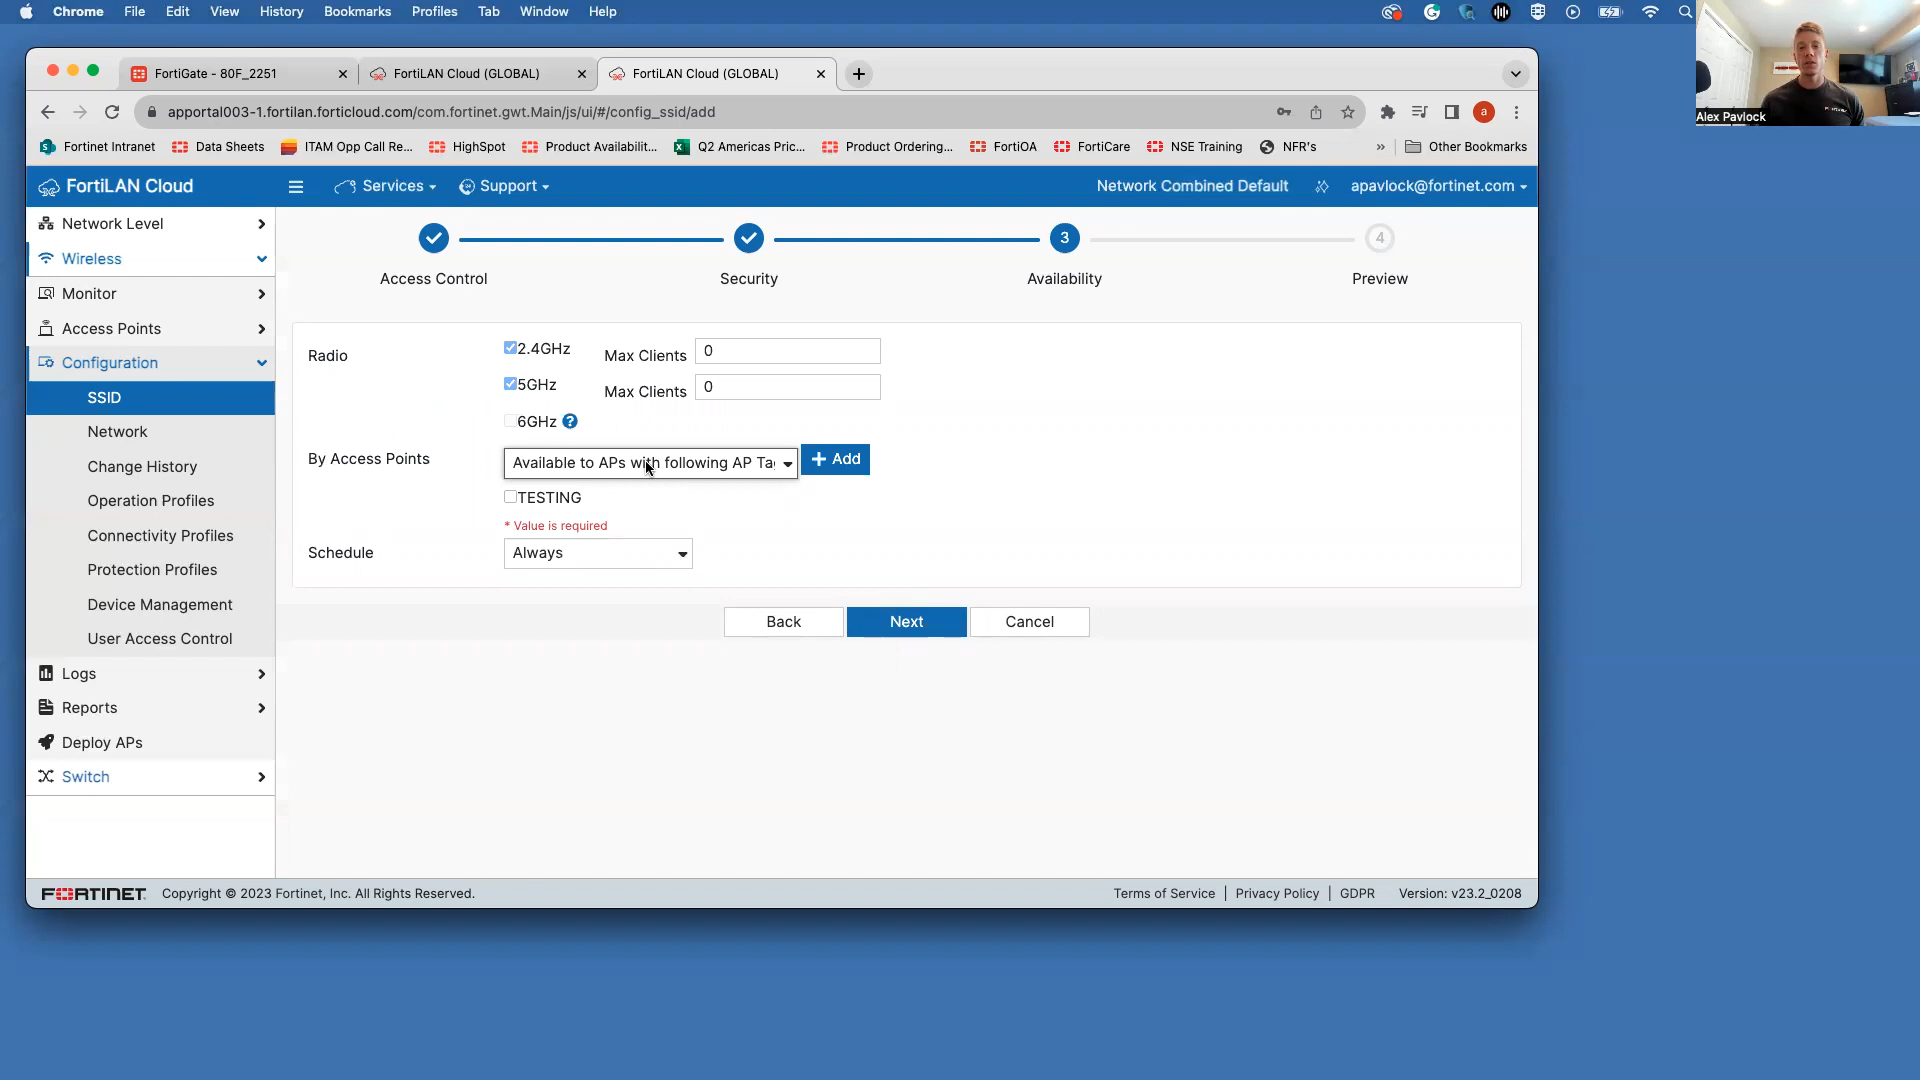 Chrome File Edit View History Bookmarks Profiles Tab Window Help
Alex Pavlock
FortiGate - 80F_2251
FortiLAN Cloud (GLOBAL)
FortiLAN Cloud (GLOBAL)
apportal003-1.fortilan.forticloud.com/com.fortinet.gwt.Main/js/ui/#/config_ssid/add
a
Fortinet Intranet
Data Sheets
ITAM Opp Call Re...
HighSpot
Product Availabilit...
Q2 Americas Pric...
Product Ordering...
FortiOA
FortiCare
NSE Training
NFR's
»
Other Bookmarks
FortiLAN Cloud
Services
Support
Network Combined Default
apavlock@fortinet.com
Network Level
Wireless
Monitor
Access Points
Configuration
SSID
Network
Change History
Operation Profiles
Connectivity Profiles
Protection Profiles
Device Management
User Access Control
Logs
Reports
Deploy APs
Switch
3
4
Access Control
Security
Availability
Preview
Radio
2.4GHz
Max Clients
0
5GHz
Max Clients
0
6GHz
?
By Access Points
Available to APs with following AP Ta
+ Add
TESTING
* Value is required
Schedule
Always
Back
Next
Cancel
FORTINET
Copyright © 2023 Fortinet, Inc. All Rights Reserved.
Terms of Service | Privacy Policy | GDPR
Version: v23.2_0208